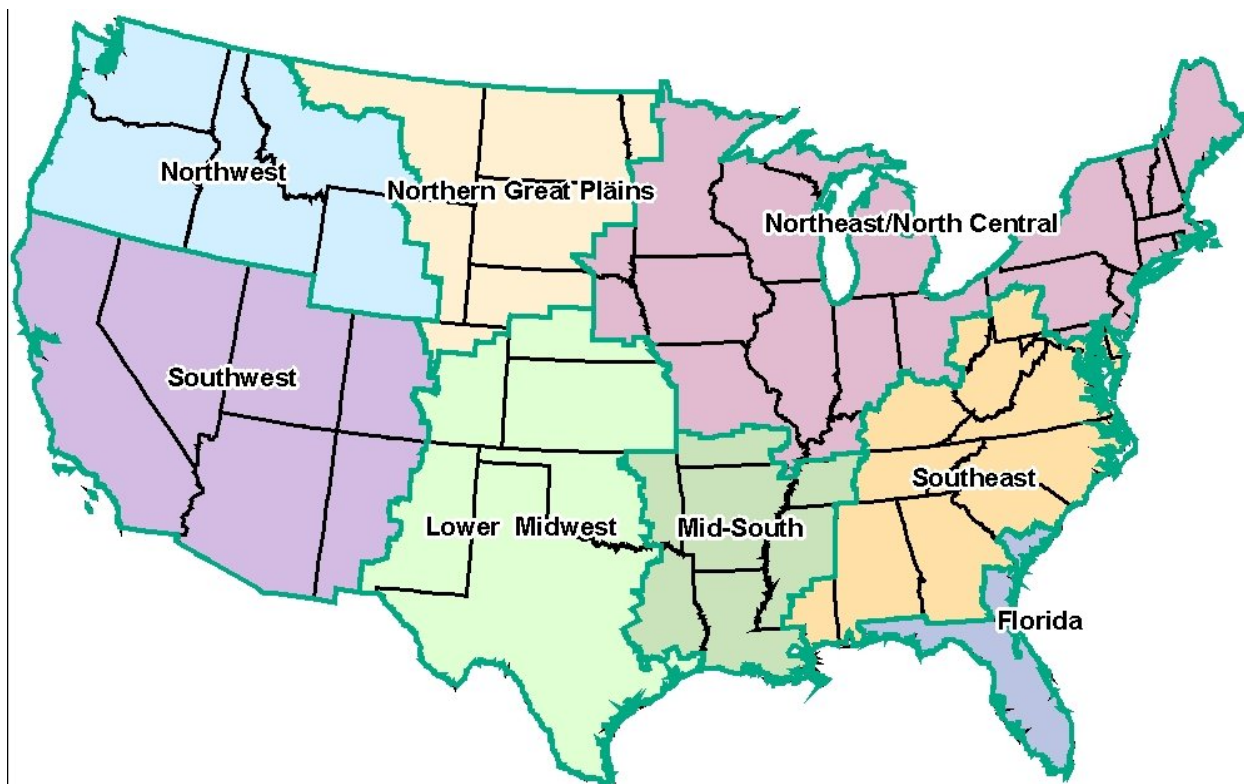 Northwest
Northern Great Plains
Northeast/North Central
Southwest
Southeast
Lower Midwest
Mid-South
Florida